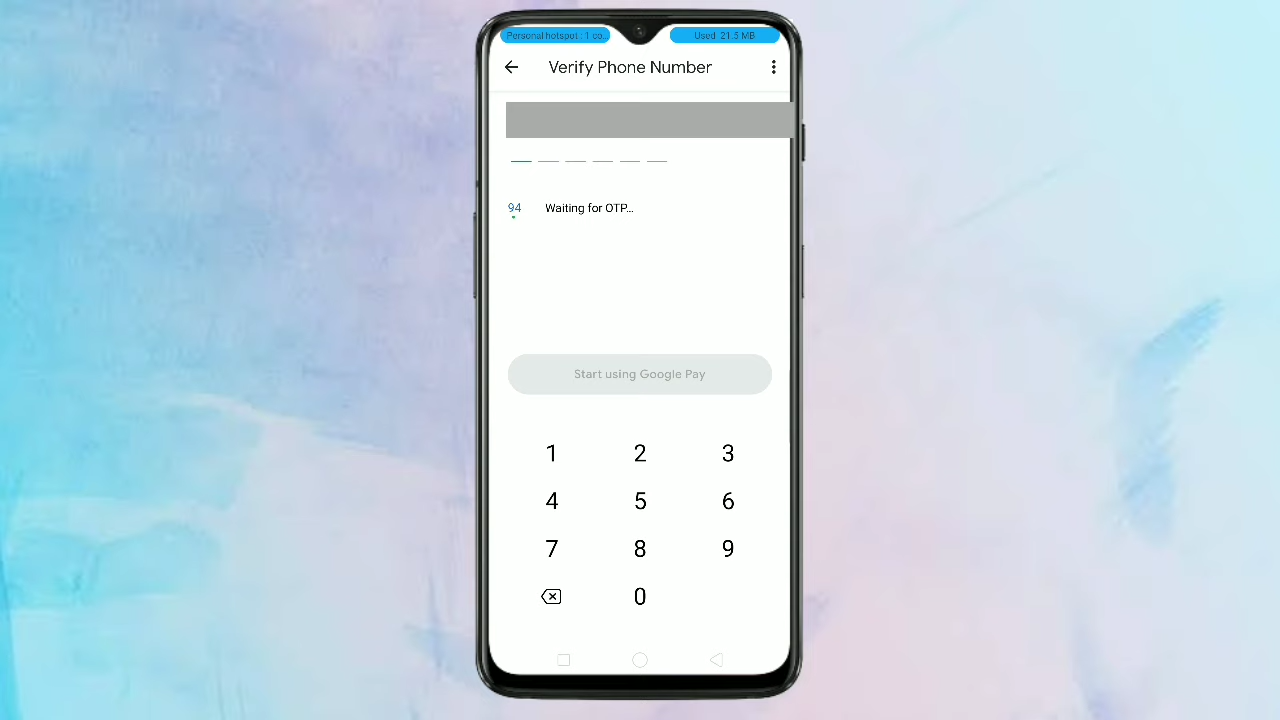 Personal hotspot : 1 co..
Used 21.5 MB
Verify Phone Number
94
Waiting for OTP...
Start using Google Pay
1 2 3
4 5 6
7 8 9
0